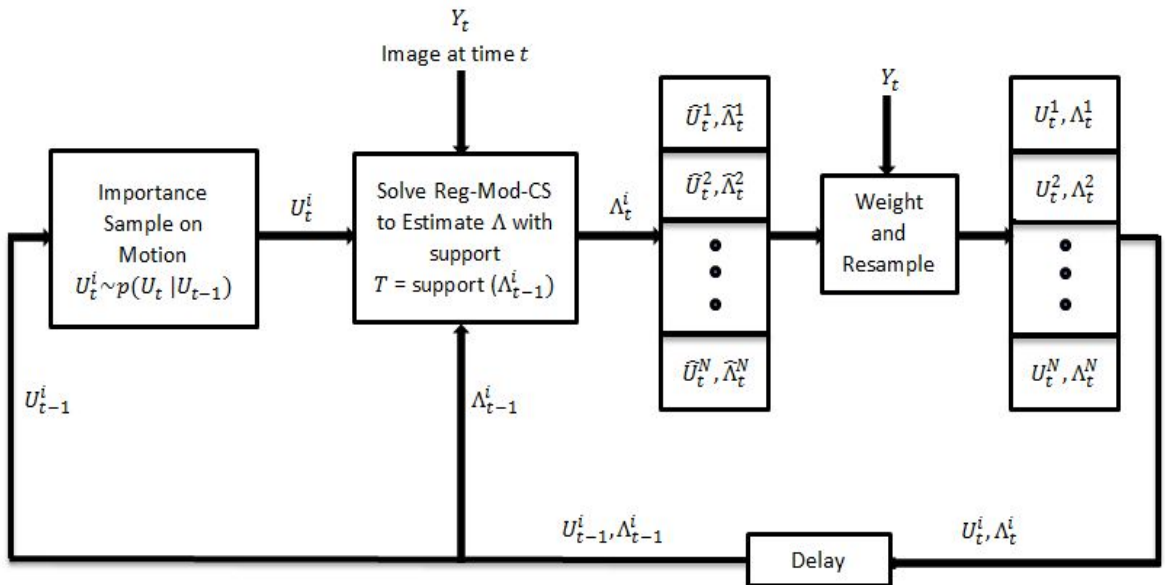 Y_t
Image at time t
Importance
Sample on
Motion
U_t^i~p(U_t |U_{t-1})
U_t^i
Solve Reg-Mod-CS
to Estimate Λ with
support
T = support (Λ_{t-1}^i)
Λ_t^i
Û_t^1, Λ̂_t^1
Û_t^2, Λ̂_t^2
Û_t^N, Λ̂_t^N
Y_t
Weight
and
Resample
U_t^1, Λ_t^1
U_t^2, Λ_t^2
U_t^N, Λ_t^N
U_{t-1}^i
Λ_{t-1}^i
U_{t-1}^i, Λ_{t-1}^i
Delay
U_t^i, Λ_t^i